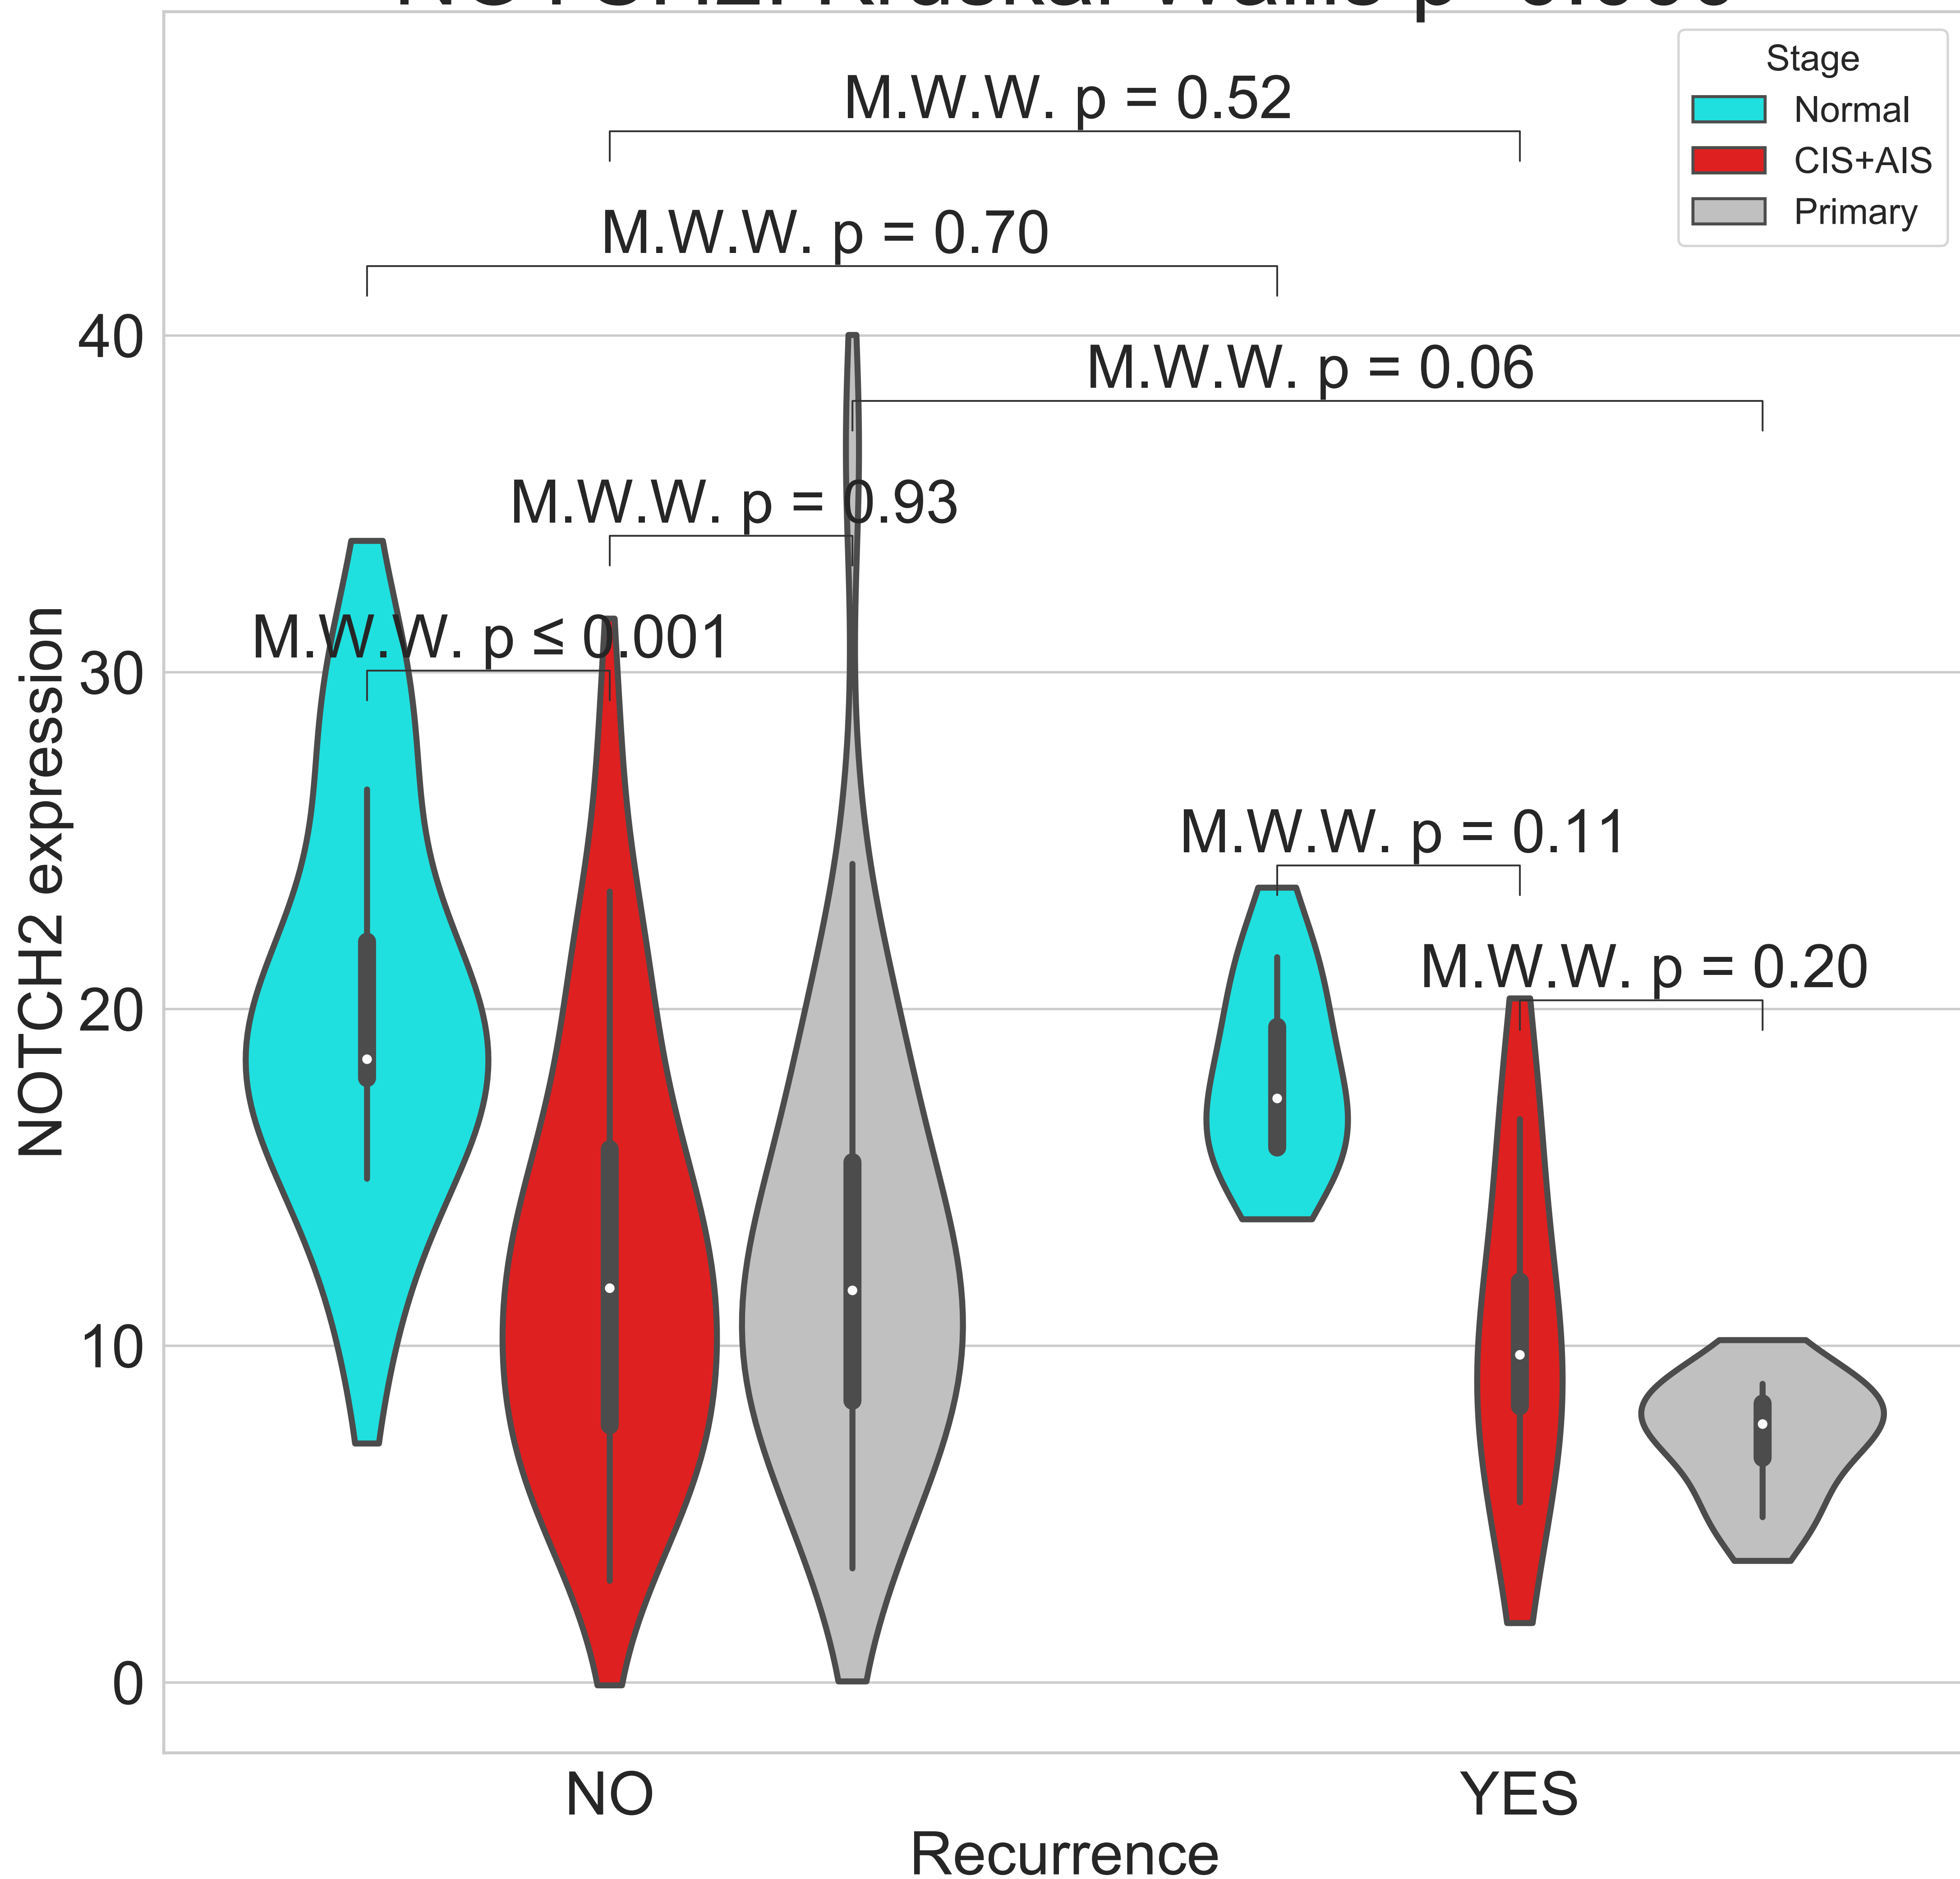 Stage
Normal
CIS+AIS
Primary
M.W.W. p = 0.52
M.W.W. p = 0.70
M.W.W. p = 0.06
M.W.W. p = 0.93
M.W.W. p ≤ 0.001
M.W.W. p = 0.11
M.W.W. p = 0.20
NOTCH2 expression
40
30
20
10
0
NO
YES
Recurrence